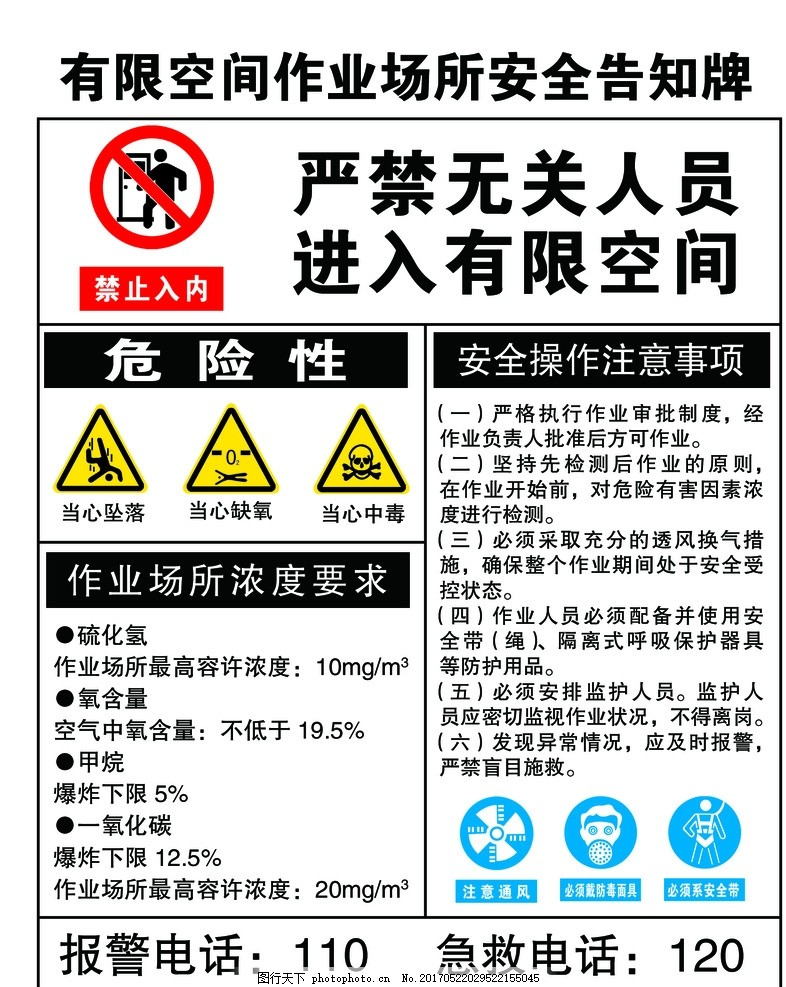 有限空间作业场所安全告知牌
严禁无关人员
进入有限空间
禁止入内
危险性
O₂
当心坠落
当心缺氧
当心中毒
作业场所浓度要求
●硫化氢
作业场所最高容许浓度：10mg/m³
●氧含量
空气中氧含量：不低于 19.5%
●甲烷
爆炸下限 5%
●一氧化碳
爆炸下限 12.5%
作业场所最高容许浓度：20mg/m³
安全操作注意事项
（一）严格执行作业审批制度，经
作业负责人批准后方可作业。
（二）坚持先检测后作业的原则，
在作业开始前，对危险有害因素浓
度进行检测。
（三）必须采取充分的透风换气措
施，确保整个作业期间处于安全受
控状态。
（四）作业人员必须配备并使用安
全带（绳）、隔离式呼吸保护器具
等防护用品。
（五）必须安排监护人员。监护人
员应密切监视作业状况，不得离岗。
（六）发现异常情况，应及时报警，
严禁盲目施救。
注意通风
必须戴防毒面具
必须系安全带
报警电话：110 急救电话：120
图行天下 photophoto.cn No.20170522029522155045